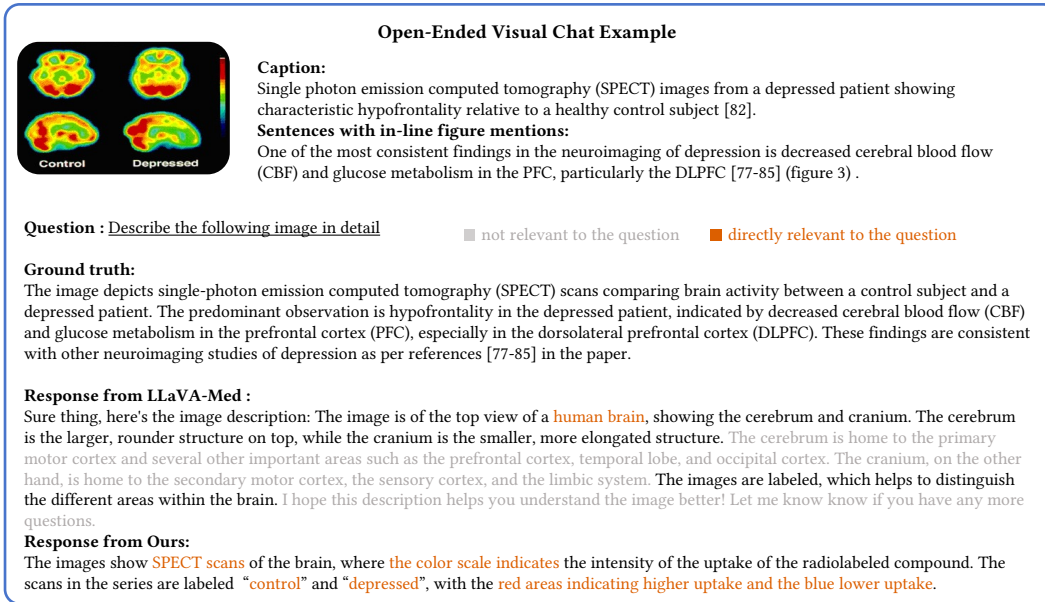 Open-Ended Visual Chat Example
Control
Depressed
Caption:
Single photon emission computed tomography (SPECT) images from a depressed patient showing
characteristic hypofrontality relative to a healthy control subject [82].
Sentences with in-line figure mentions:
One of the most consistent findings in the neuroimaging of depression is decreased cerebral blood flow
(CBF) and glucose metabolism in the PFC, particularly the DLPFC [77-85] (figure 3) .
Question : Describe the following image in detail
not relevant to the question
directly relevant to the question
Ground truth:
The image depicts single-photon emission computed tomography (SPECT) scans comparing brain activity between a control subject and a
depressed patient. The predominant observation is hypofrontality in the depressed patient, indicated by decreased cerebral blood flow (CBF)
and glucose metabolism in the prefrontal cortex (PFC), especially in the dorsolateral prefrontal cortex (DLPFC). These findings are consistent
with other neuroimaging studies of depression as per references [77-85] in the paper.
Response from LLaVA-Med :
Sure thing, here's the image description: The image is of the top view of a human brain, showing the cerebrum and cranium. The cerebrum
is the larger, rounder structure on top, while the cranium is the smaller, more elongated structure. The cerebrum is home to the primary
motor cortex and several other important areas such as the prefrontal cortex, temporal lobe, and occipital cortex. The cranium, on the other
hand, is home to the secondary motor cortex, the sensory cortex, and the limbic system. The images are labeled, which helps to distinguish
the different areas within the brain. I hope this description helps you understand the image better! Let me know know if you have any more
questions.
Response from Ours:
The images show SPECT scans of the brain, where the color scale indicates the intensity of the uptake of the radiolabeled compound. The
scans in the series are labeled “control” and “depressed”, with the red areas indicating higher uptake and the blue lower uptake.